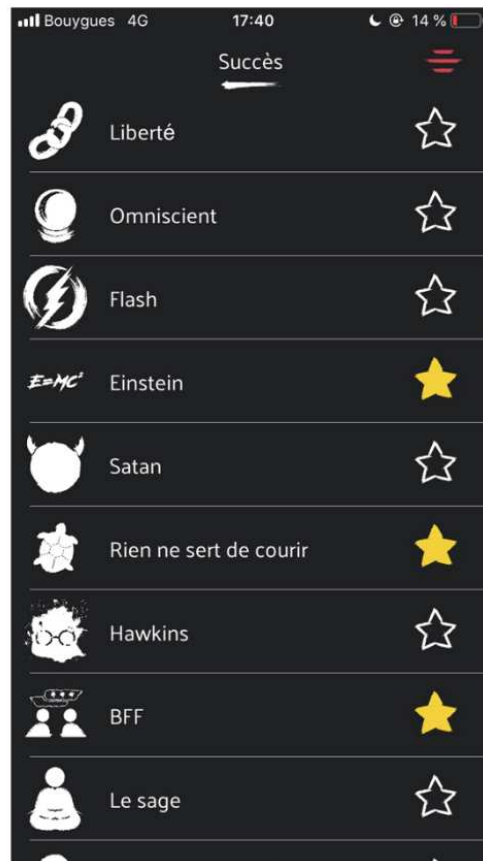 Bouygues 4G 17:40 14 %
Succès
Liberté
Omniscient
Flash
E=MC² Einstein
Satan
Rien ne sert de courir
Hawkins
BFF
Le sage